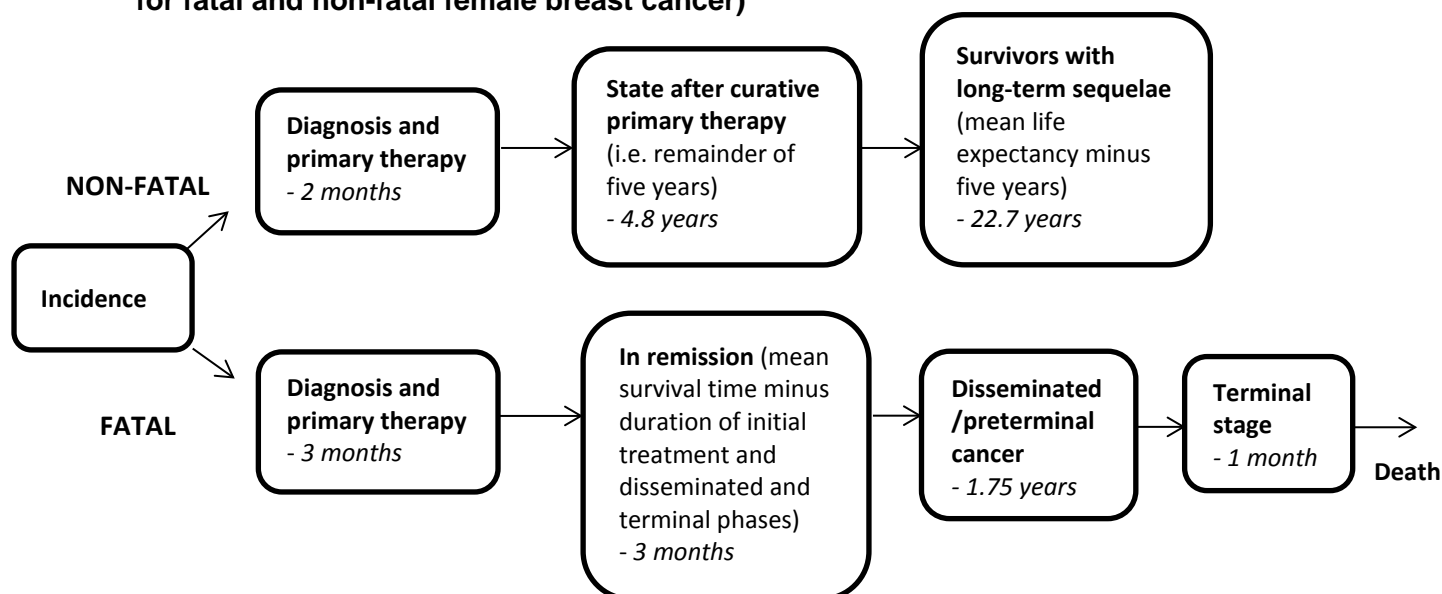 for fatal and non-fatal female breast cancer)
NON-FATAL
Diagnosis and
primary therapy
- 2 months
State after curative
primary therapy
(i.e. remainder of
five years)
- 4.8 years
Survivors with
long-term sequelae
(mean life
expectancy minus
five years)
- 22.7 years
Incidence
FATAL
Diagnosis and
primary therapy
- 3 months
In remission (mean
survival time minus
duration of initial
treatment and
disseminated and
terminal phases)
- 3 months
Disseminated
/preterminal
cancer
- 1.75 years
Terminal
stage
- 1 month
Death